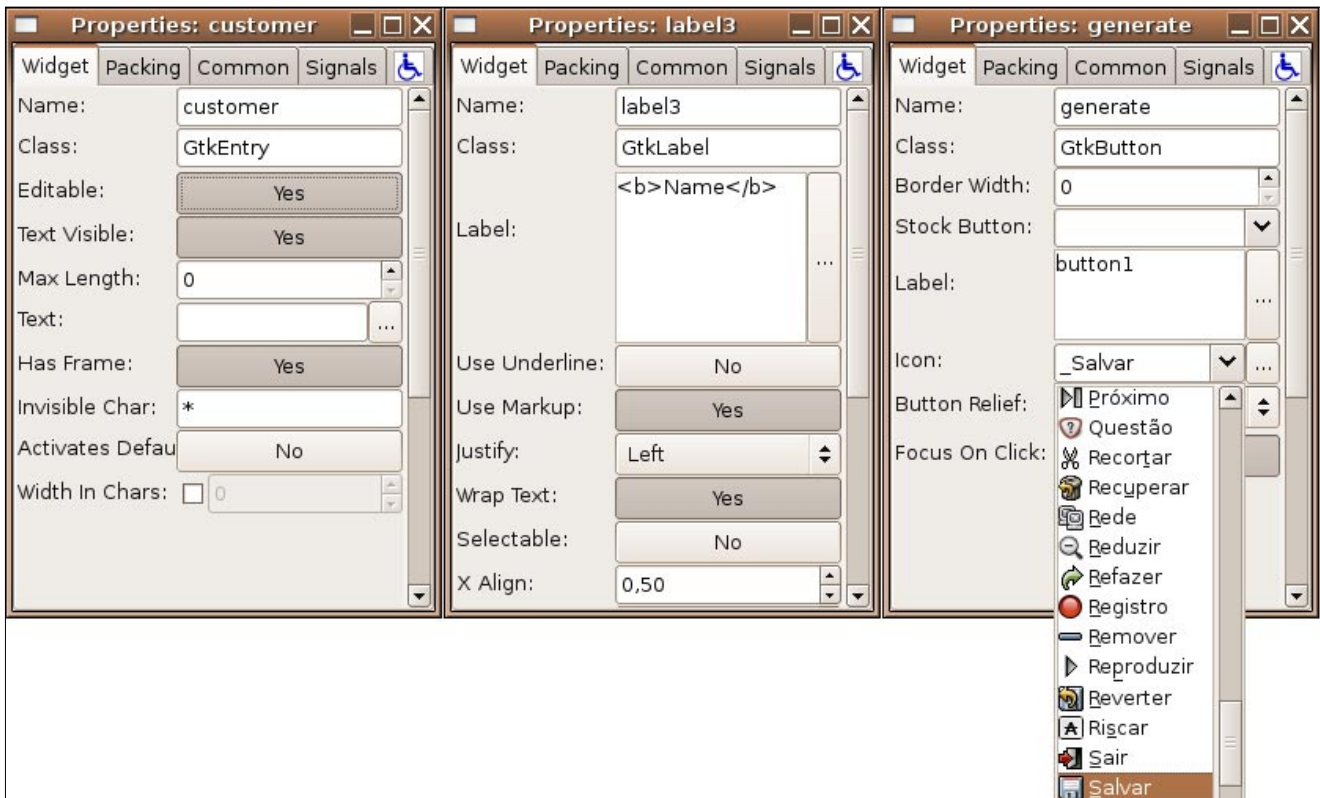 Properties: customer
Widget Packing Common Signals
Name: customer
Class: GtkEntry
Editable: Yes
Text Visible: Yes
Max Length: 0
Text: ...
Has Frame: Yes
Invisible Char: *
Activates Defau No
Width In Chars: 0
Properties: label3
Widget Packing Common Signals
Name: label3
Class: GtkLabel
Label: <b>Name</b> ...
Use Underline: No
Use Markup: Yes
Justify: Left
Wrap Text: Yes
Selectable: No
X Align: 0,50
Properties: generate
Widget Packing Common Signals
Name: generate
Class: GtkButton
Border Width: 0
Stock Button:
Label: button1 ...
Icon: _Salvar ...
Button Relief:
Focus On Click:
Próximo
Questão
Recortar
Recuperar
Rede
Reduzir
Refazer
Registro
Remover
Reproduzir
Reverter
Riscar
Sair
Salvar